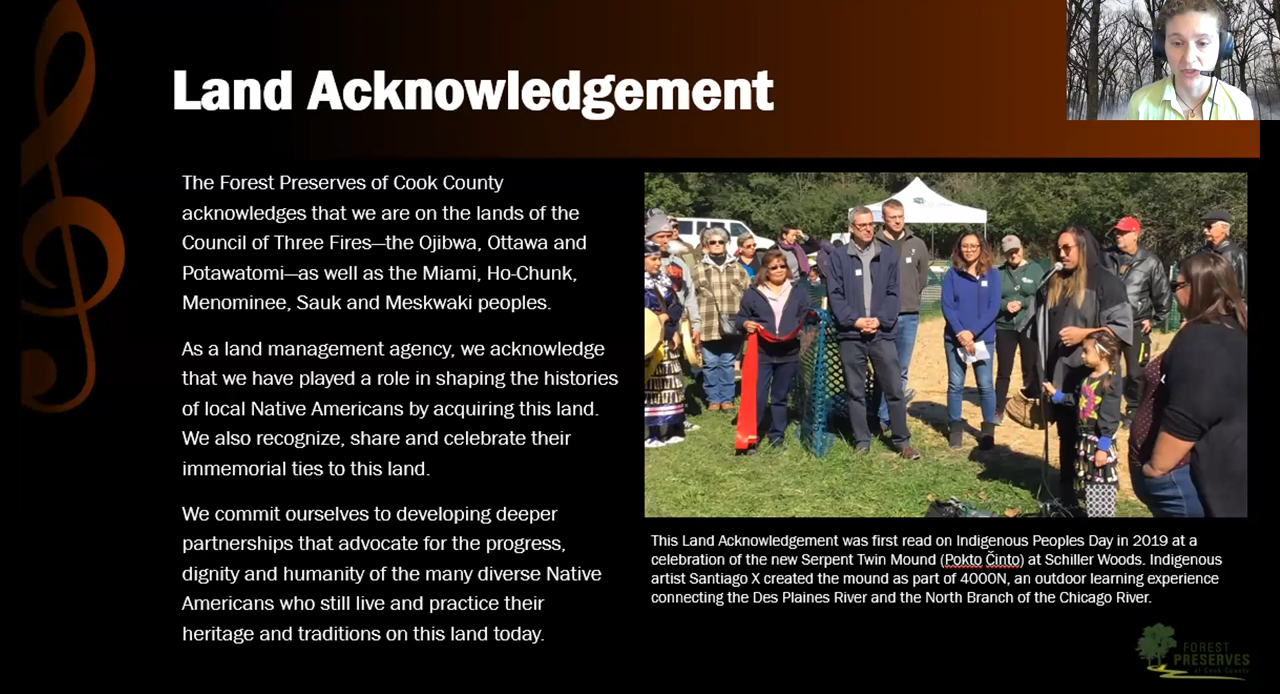 Land Acknowledgement
The Forest Preserves of Cook County
acknowledges that we are on the lands of the
Council of Three Fires—the Ojibwa, Ottawa and
Potawatomi—as well as the Miami, Ho-Chunk,
Menominee, Sauk and Meskwaki peoples.
As a land management agency, we acknowledge
that we have played a role in shaping the histories
of local Native Americans by acquiring this land.
We also recognize, share and celebrate their
immemorial ties to this land.
We commit ourselves to developing deeper
partnerships that advocate for the progress,
dignity and humanity of the many diverse Native
Americans who still live and practice their
heritage and traditions on this land today.
This Land Acknowledgement was first read on Indigenous Peoples Day in 2019 at a
celebration of the new Serpent Twin Mound (Pokto Činto) at Schiller Woods. Indigenous
artist Santiago X created the mound as part of 4000N, an outdoor learning experience
connecting the Des Plaines River and the North Branch of the Chicago River.
FOREST
PRESERVES
of Cook County